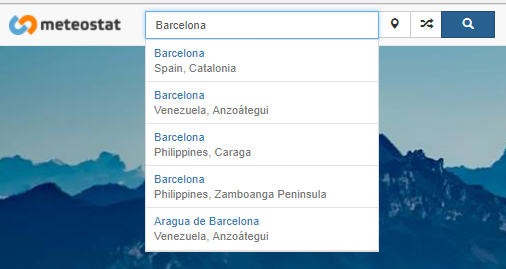 meteostat
Barcelona
Barcelona
Spain, Catalonia
Barcelona
Venezuela, Anzoátegui
Barcelona
Philippines, Caraga
Barcelona
Philippines, Zamboanga Peninsula
Aragua de Barcelona
Venezuela, Anzoátegui